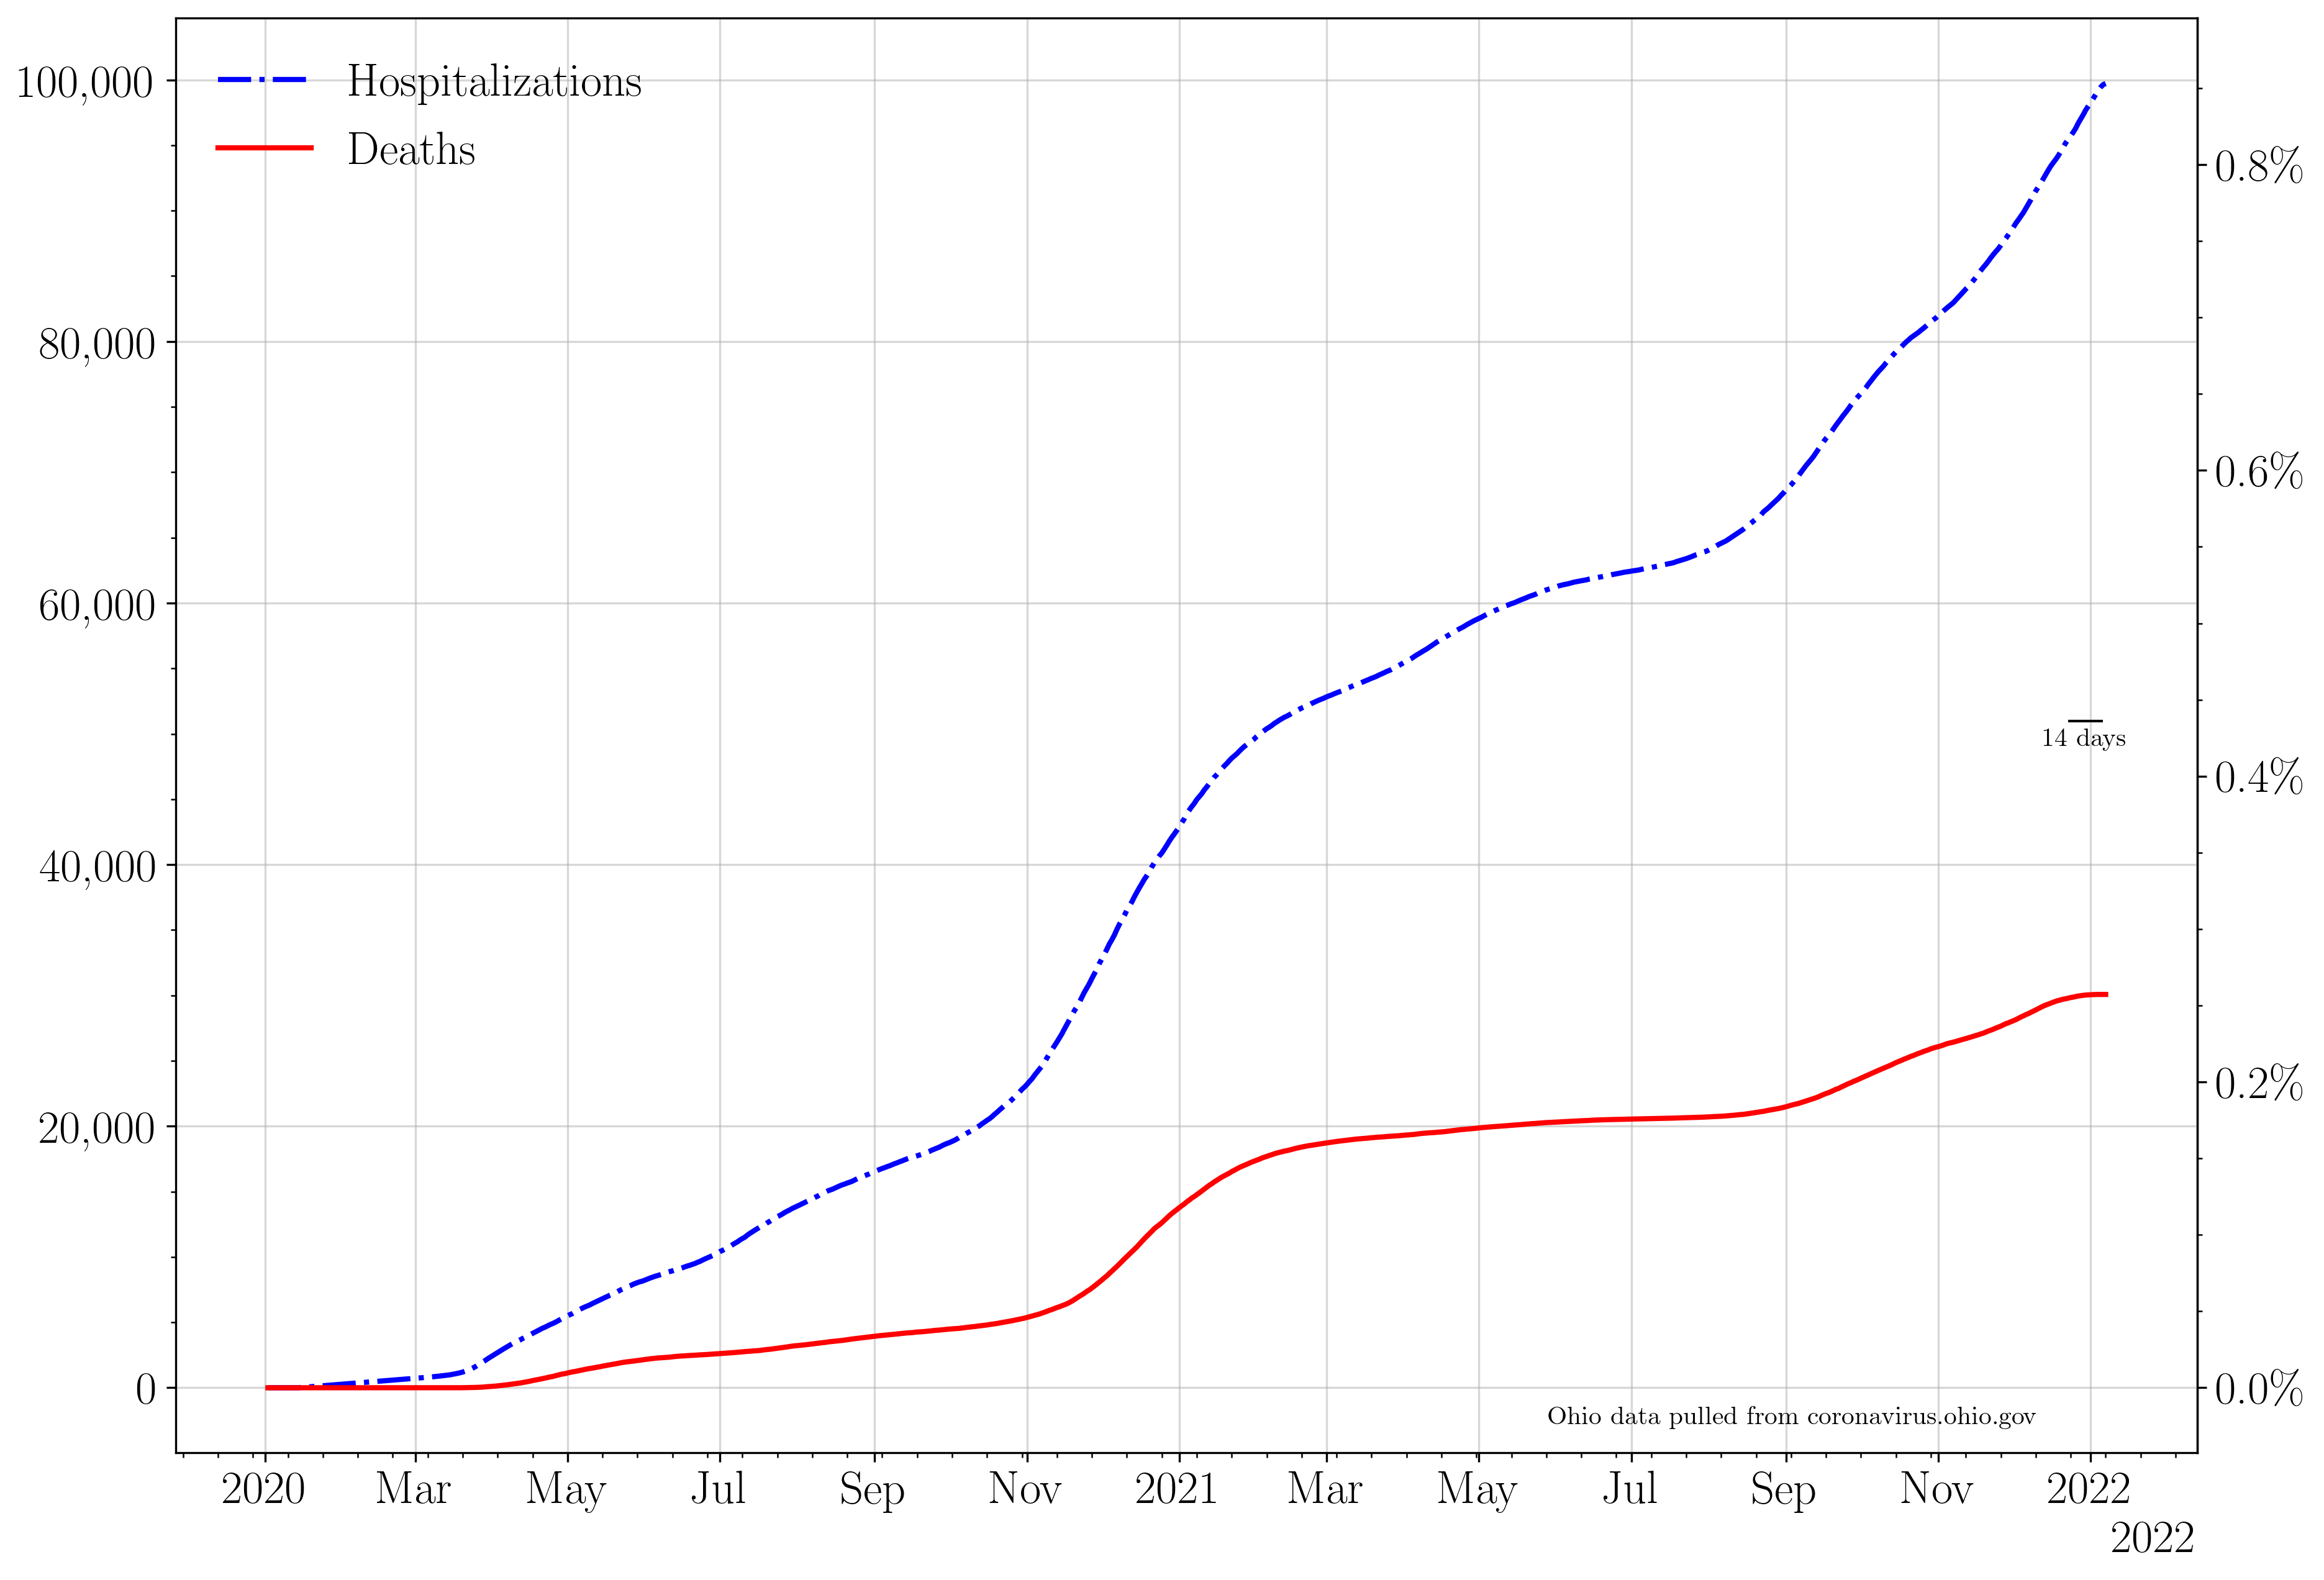 Hospitalizations
Deaths
100,000
80,000
60,000
40,000
20,000
0
0.8%
0.6%
0.4%
0.2%
0.0%
14 days
Ohio data pulled from coronavirus.ohio.gov
2020 Mar May Jul Sep Nov 2021 Mar May Jul Sep Nov 2022
2022